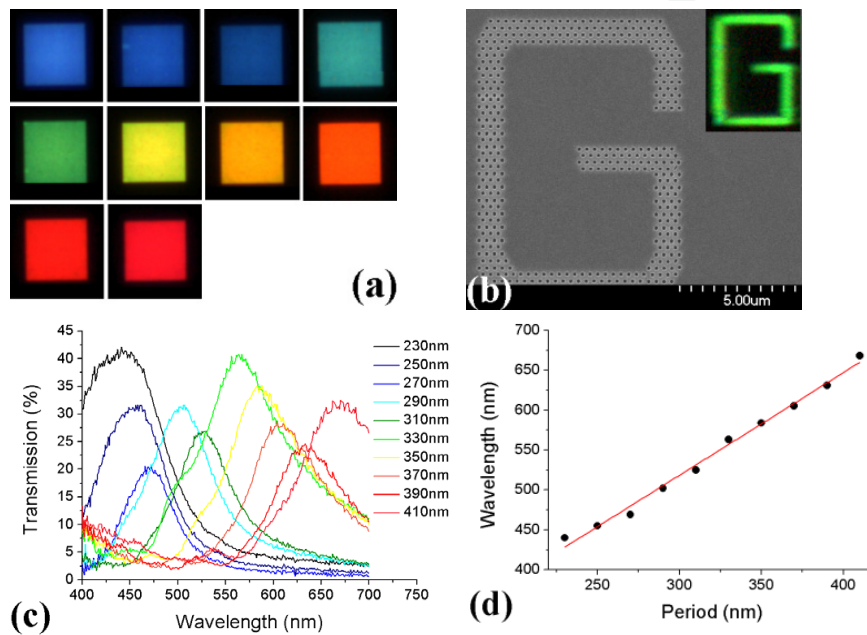 (a)
(b)
5.00um
45
40
35
30
25
20
15
10
5
0
400 450 500 550 600 650 700 750
Transmission (%)
Wavelength (nm)
230nm
250nm
270nm
290nm
310nm
330nm
350nm
370nm
390nm
410nm
(c)
700
650
600
550
500
450
400
250 300 350 400
Wavelength (nm)
Period (nm)
(d)